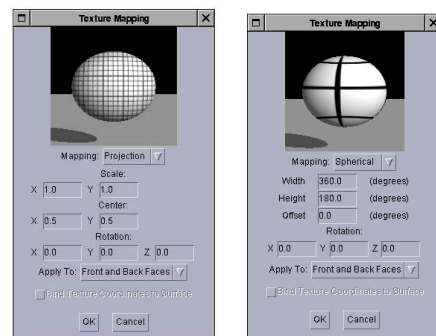 Texture Mapping
Mapping: Projection
Scale:
X 1.0 Y 1.0
Center:
X 0.5 Y 0.5
Rotation:
X 0.0 Y 0.0 Z 0.0
Apply To: Front and Back Faces
Bind Texture Coordinates to Surface
OK Cancel
Texture Mapping
Mapping: Spherical
Width 360.0 (degrees)
Height 180.0 (degrees)
Offset 0.0 (degrees)
Rotation:
X 0.0 Y 0.0 Z 0.0
Apply To: Front and Back Faces
Bind Texture Coordinates to Surface
OK Cancel